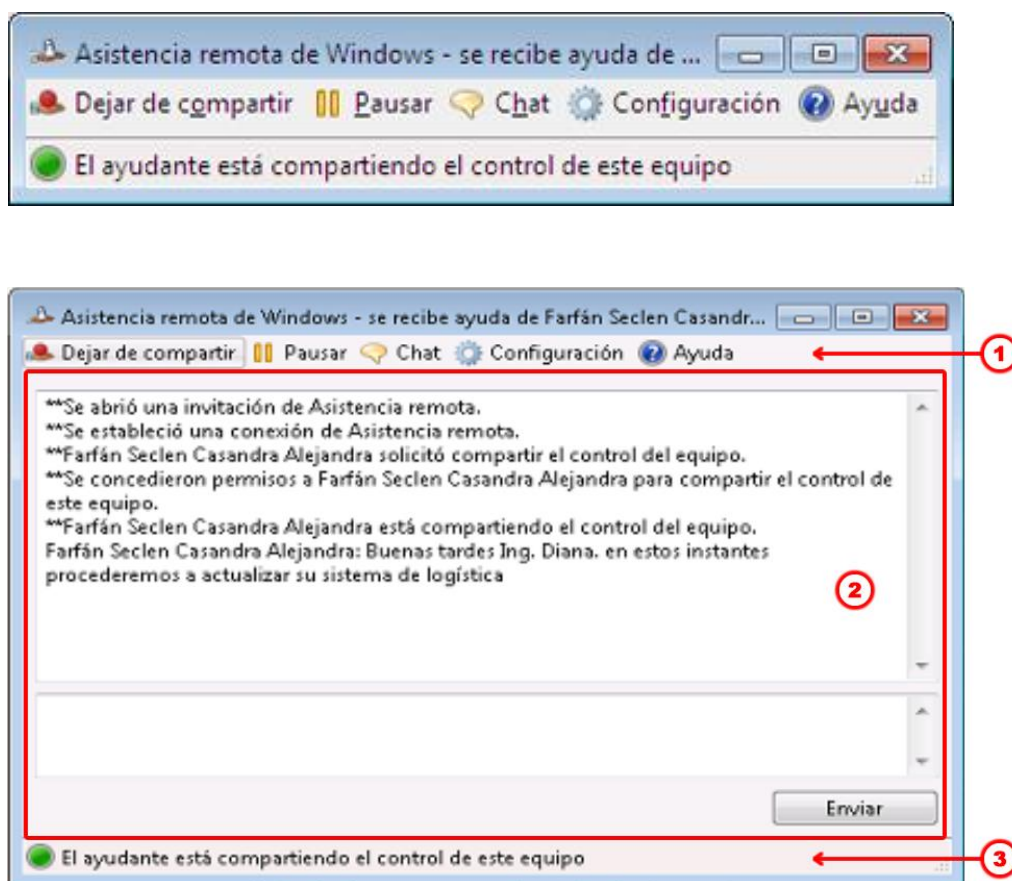 Asistencia remota de Windows - se recibe ayuda de ...
Dejar de compartir Pausar Chat Configuración Ayuda
El ayudante está compartiendo el control de este equipo
Asistencia remota de Windows - se recibe ayuda de Farfán Seclen Casandr...
Dejar de compartir Pausar Chat Configuración Ayuda
1
**Se abrió una invitación de Asistencia remota.
**Se estableció una conexión de Asistencia remota.
**Farfán Seclen Casandra Alejandra solicitó compartir el control del equipo.
**Se concedieron permisos a Farfán Seclen Casandra Alejandra para compartir el control de
este equipo.
**Farfán Seclen Casandra Alejandra está compartiendo el control del equipo.
Farfán Seclen Casandra Alejandra: Buenas tardes Ing. Diana. en estos instantes
procederemos a actualizar su sistema de logística
2
Enviar
El ayudante está compartiendo el control de este equipo
3